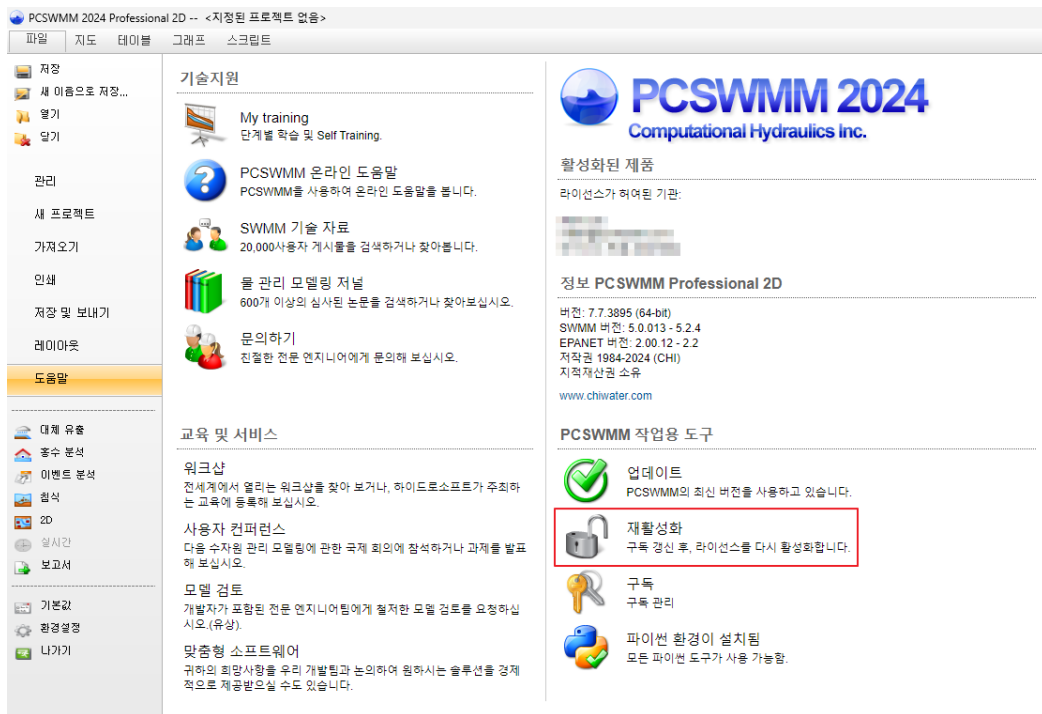 PCSWMM 2024 Professional 2D -- <지정된 프로젝트 없음>
파일 지도 테이블 그래프 스크립트
저장
새 이름으로 저장...
열기
닫기
관리
새 프로젝트
가져오기
인쇄
저장 및 보내기
레이아웃
도움말
대체 유출
홍수 분석
이벤트 분석
침식
2D
실시간
보고서
기본값
환경설정
나가기
기술지원
My training
단계별 학습 및 Self Training.
PCSWMM 온라인 도움말
PCSWMM을 사용하여 온라인 도움말을 봅니다.
SWMM 기술 자료
20,000사용자 게시물을 검색하거나 찾아봅니다.
물 관리 모델링 저널
600개 이상의 심사된 논문을 검색하거나 찾아보십시오.
문의하기
친절한 전문 엔지니어에게 문의해 보십시오.
교육 및 서비스
워크샵
전세계에서 열리는 워크샵을 찾아 보거나, 하이드로소프트가 주최하
는 교육에 등록해 보십시오.
사용자 컨퍼런스
다음 수자원 관리 모델링에 관한 국제 회의에 참석하거나 과제를 발표
해 보십시오.
모델 검토
개발자가 포함된 전문 엔지니어팀에게 철저한 모델 검토를 요청하십
시오.(유상).
맞춤형 소프트웨어
귀하의 희망사항을 우리 개발팀과 논의하여 원하시는 솔루션을 경제
적으로 제공받으실 수도 있습니다.
PCSWMM 2024
Computational Hydraulics Inc.
활성화된 제품
라이선스가 허여된 기관:
정보 PCSWMM Professional 2D
버전: 7.7.3895 (64-bit)
SWMM 버전: 5.0.013 - 5.2.4
EPANET 버전: 2.00.12 - 2.2
저작권 1984-2024 (CHI)
지적재산권 소유
www.chiwater.com
PCSWMM 작업용 도구
업데이트
PCSWMM의 최신 버전을 사용하고 있습니다.
재활성화
구독 갱신 후, 라이선스를 다시 활성화합니다.
구독
구독 관리
파이썬 환경이 설치됨
모든 파이썬 도구가 사용 가능함.